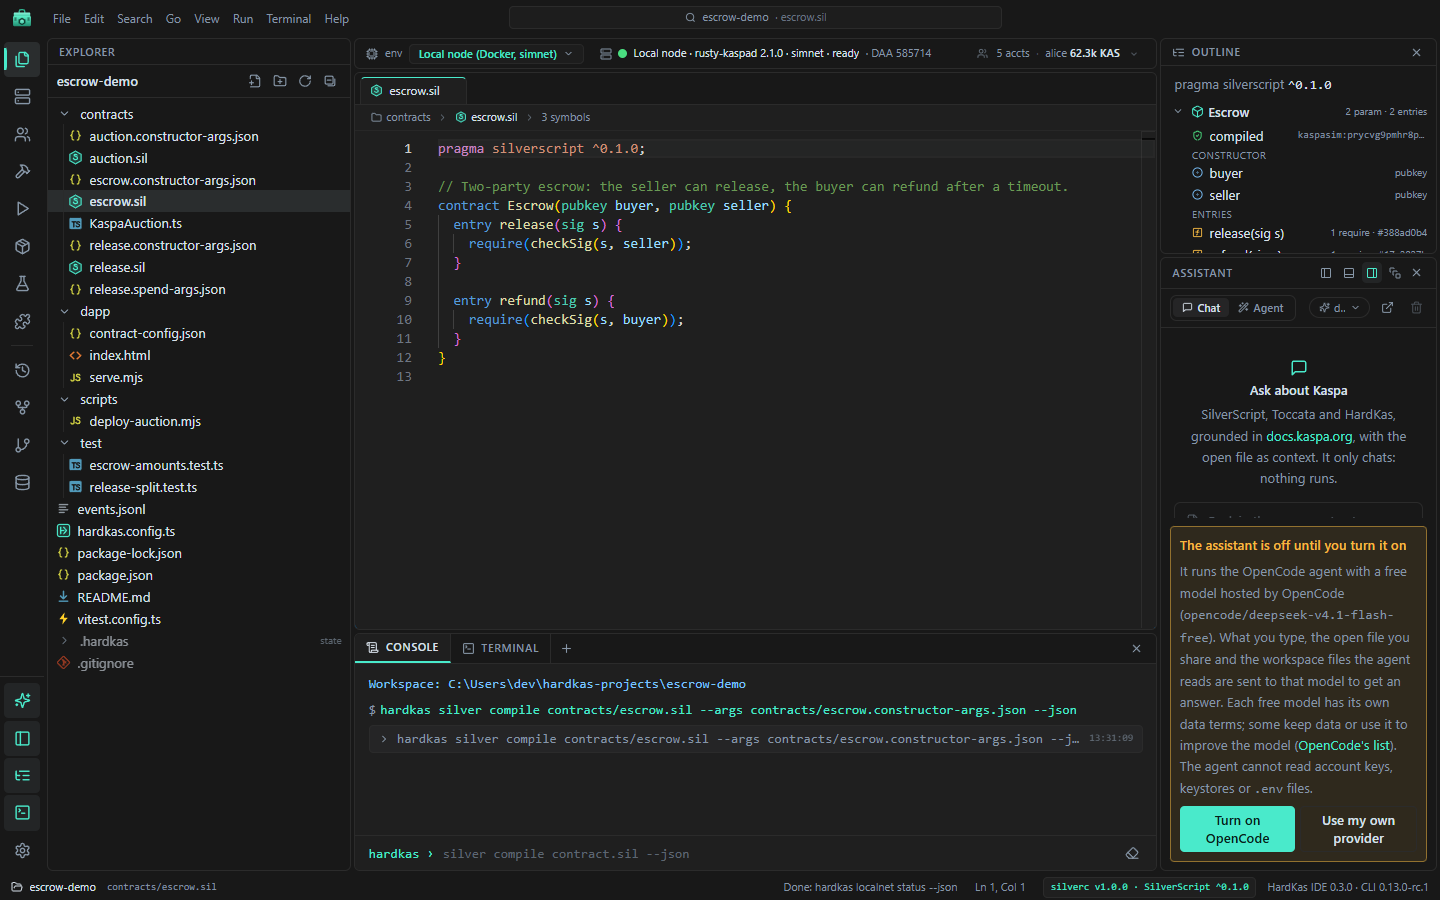 File Edit Search Go View Run Terminal Help
escrow-demo · escrow.sil
EXPLORER
escrow-demo
contracts
auction.constructor-args.json
auction.sil
escrow.constructor-args.json
escrow.sil
KaspaAuction.ts
release.constructor-args.json
release.sil
release.spend-args.json
dapp
contract-config.json
index.html
serve.mjs
scripts
deploy-auction.mjs
test
escrow-amounts.test.ts
release-split.test.ts
events.jsonl
hardkas.config.ts
package-lock.json
package.json
README.md
vitest.config.ts
.hardkas state
.gitignore
env Local node (Docker, simnet) Local node · rusty-kaspad 2.1.0 · simnet · ready · DAA 585714 5 accts · alice 62.3k KAS
escrow.sil
contracts > escrow.sil > 3 symbols
1 pragma silverscript ^0.1.0;
2
3 // Two-party escrow: the seller can release, the buyer can refund after a timeout.
4 contract Escrow(pubkey buyer, pubkey seller) {
5 entry release(sig s) {
6 require(checkSig(s, seller));
7 }
8
9 entry refund(sig s) {
10 require(checkSig(s, buyer));
11 }
12 }
13
CONSOLE TERMINAL
Workspace: C:\Users\dev\hardkas-projects\escrow-demo
$ hardkas silver compile contracts/escrow.sil --args contracts/escrow.constructor-args.json --json
> hardkas silver compile contracts/escrow.sil --args contracts/escrow.constructor-args.json --j… 13:31:09
hardkas › silver compile contract.sil --json
OUTLINE
pragma silverscript ^0.1.0
Escrow 2 param · 2 entries
compiled kaspasim:prycvg9pmhr8p…
CONSTRUCTOR
buyer pubkey
seller pubkey
ENTRIES
release(sig s) 1 require · #388ad0b4
ASSISTANT
Chat Agent d..
Ask about Kaspa
SilverScript, Toccata and HardKas,
grounded in docs.kaspa.org, with the
open file as context. It only chats:
nothing runs.
The assistant is off until you turn it on
It runs the OpenCode agent with a free
model hosted by OpenCode
(opencode/deepseek-v4.1-flash-
free). What you type, the open file you
share and the workspace files the agent
reads are sent to that model to get an
answer. Each free model has its own
data terms; some keep data or use it to
improve the model (OpenCode's list).
The agent cannot read account keys,
keystores or .env files.
Turn on
OpenCode
Use my own
provider
escrow-demo contracts/escrow.sil Done: hardkas localnet status --json Ln 1, Col 1 silverc v1.0.0 · SilverScript ^0.1.0 HardKas IDE 0.3.0 · CLI 0.13.0-rc.1